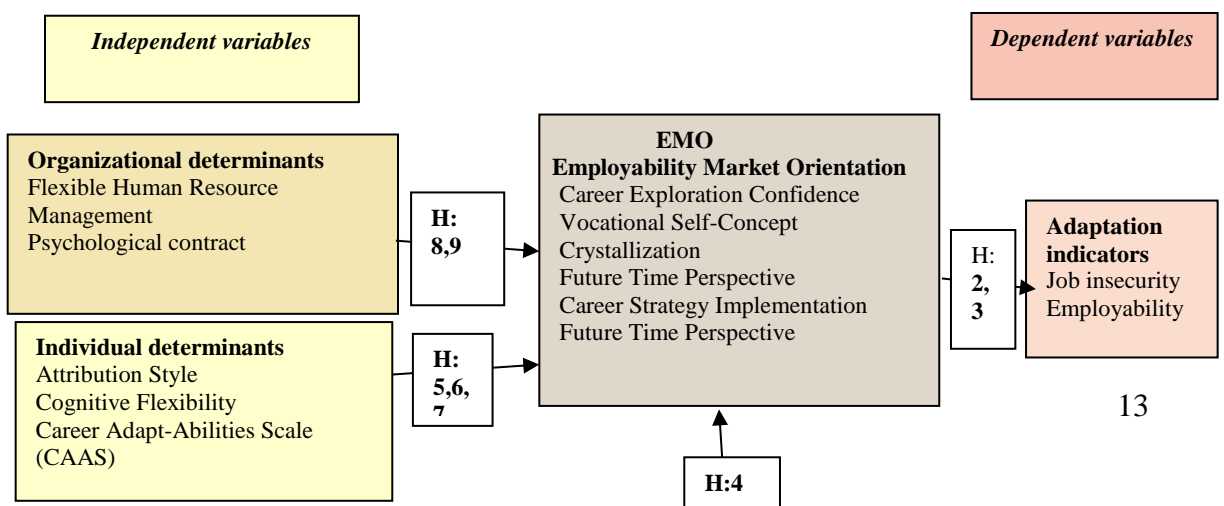 Independent variables
Dependent variables
Organizational determinants
Flexible Human Resource
Management
Psychological contract
H:
8,9
EMO
Employability Market Orientation
Career Exploration Confidence
Vocational Self-Concept
Crystallization
Future Time Perspective
Career Strategy Implementation
Future Time Perspective
H:
2,
3
Adaptation
indicators
Job insecurity
Employability
Individual determinants
Attribution Style
Cognitive Flexibility
Career Adapt-Abilities Scale
(CAAS)
H:
5,6,
7
13
H:4